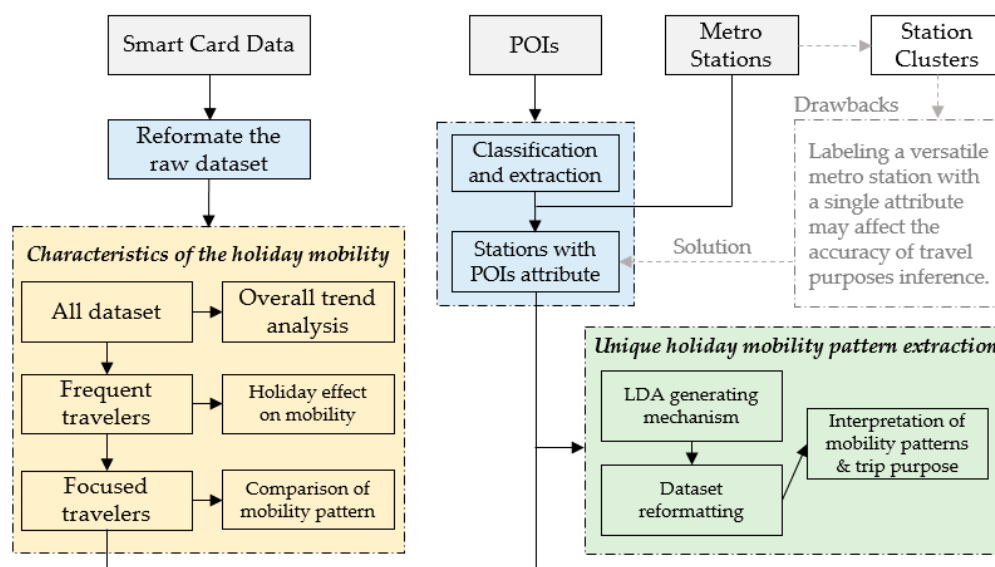 Smart Card Data
POIs
Metro
Stations
Station
Clusters
Reformate the
raw dataset
Classification
and extraction
Stations with
POIs attribute
Drawbacks
Labeling a versatile
metro station with
a single attribute
may affect the
accuracy of travel
purposes inference.
Solution
Characteristics of the holiday mobility
All dataset
Overall trend
analysis
Frequent
travelers
Holiday effect
on mobility
Focused
travelers
Comparison of
mobility pattern
Unique holiday mobility pattern extraction
LDA generating
mechanism
Dataset
reformatting
Interpretation of
mobility patterns
& trip purpose